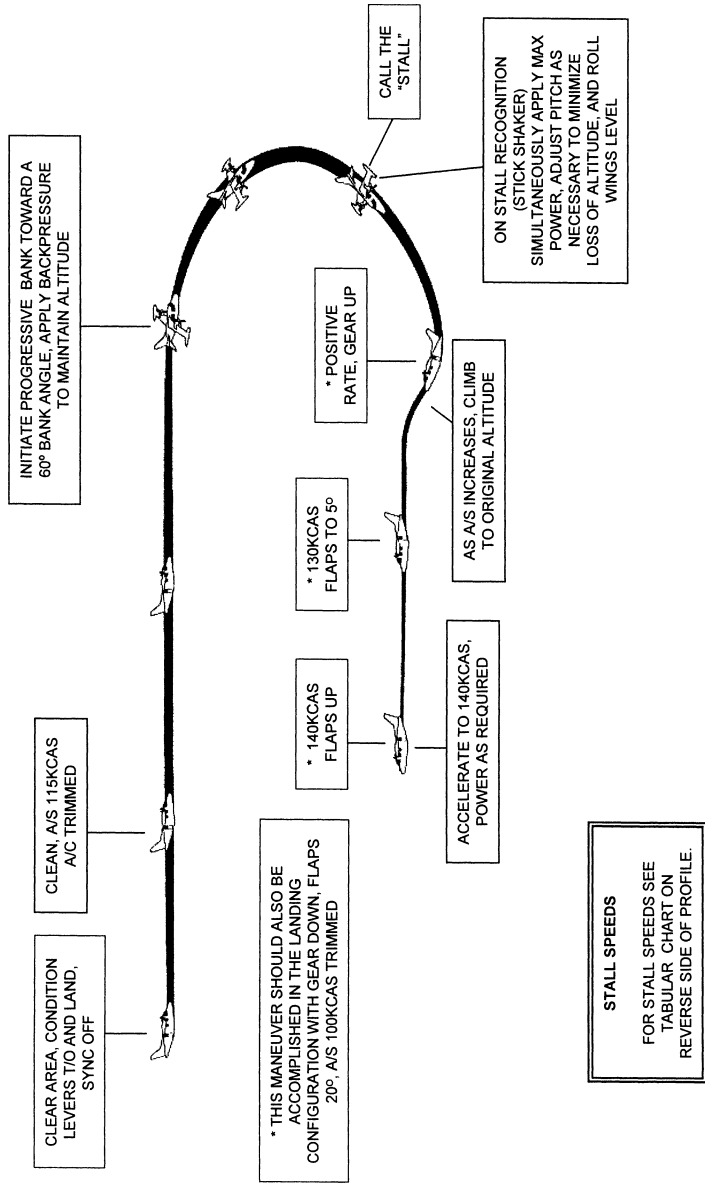 CLEAR AREA, CONDITION
LEVERS T/O AND LAND,
SYNC OFF
CLEAN, A/S 115KCAS
A/C TRIMMED
INITIATE PROGRESSIVE BANK TOWARD A
60º BANK ANGLE, APPLY BACKPRESSURE
TO MAINTAIN ALTITUDE
CALL THE
"STALL"
ON STALL RECOGNITION
(STICK SHAKER)
SIMULTANEOUSLY APPLY MAX
POWER, ADJUST PITCH AS
NECESSARY TO MINIMIZE
LOSS OF ALTITUDE, AND ROLL
WINGS LEVEL
* POSITIVE
RATE, GEAR UP
AS A/S INCREASES, CLIMB
TO ORIGINAL ALTITUDE
* 130KCAS
FLAPS TO 5º
* 140KCAS
FLAPS UP
ACCELERATE TO 140KCAS,
POWER AS REQUIRED
* THIS MANEUVER SHOULD ALSO BE
ACCOMPLISHED IN THE LANDING
CONFIGURATION WITH GEAR DOWN, FLAPS
20º, A/S 100KCAS TRIMMED
STALL SPEEDS
FOR STALL SPEEDS SEE
TABULAR CHART ON
REVERSE SIDE OF PROFILE.